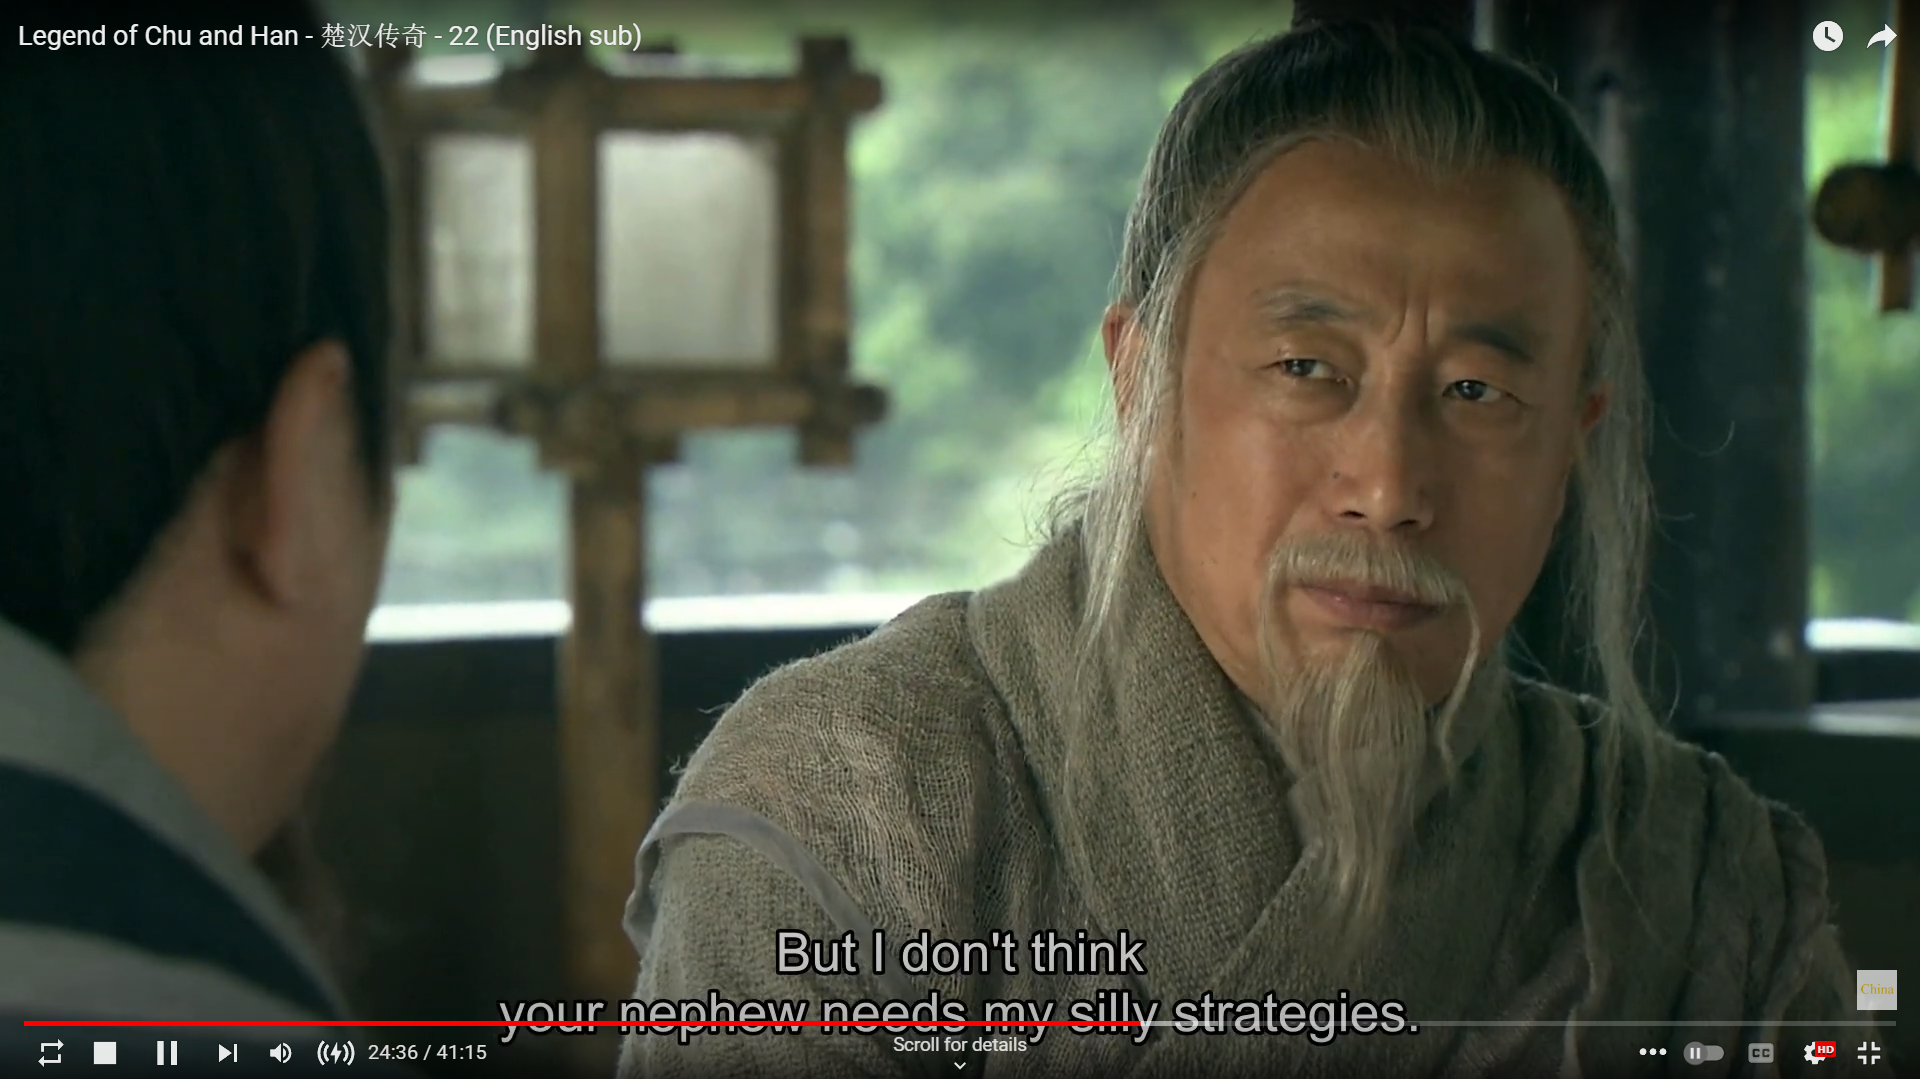 Legend of Chu and Han - 楚汉传奇 - 22 (English sub)
But I don't think
your nephew needs my silly strategies.
China
Scroll for details
24:36 / 41:15
CC
HD